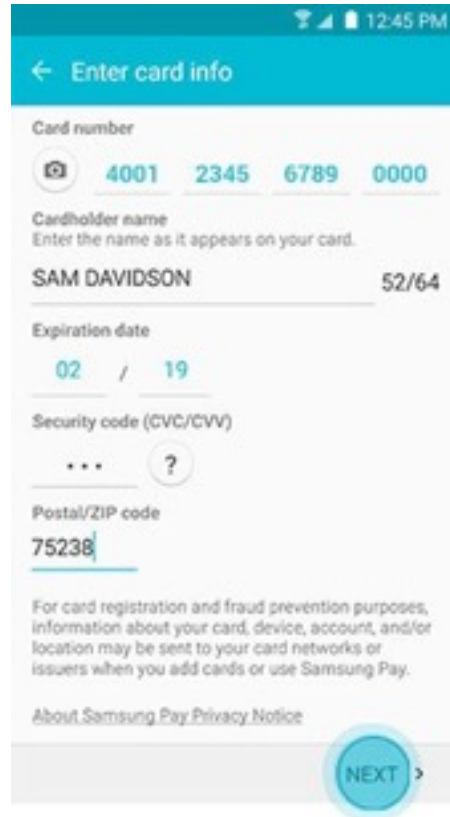 12:45 PM
← Enter card info
Card number
4001 2345 6789 0000
Cardholder name
Enter the name as it appears on your card.
SAM DAVIDSON 52/64
Expiration date
02 / 19
Security code (CVC/CVV)
• • • ?
Postal/ZIP code
75238
For card registration and fraud prevention purposes,
information about your card, device, account, and/or
location may be sent to your card networks or
issuers when you add cards or use Samsung Pay.
About Samsung Pay Privacy Notice
NEXT ›